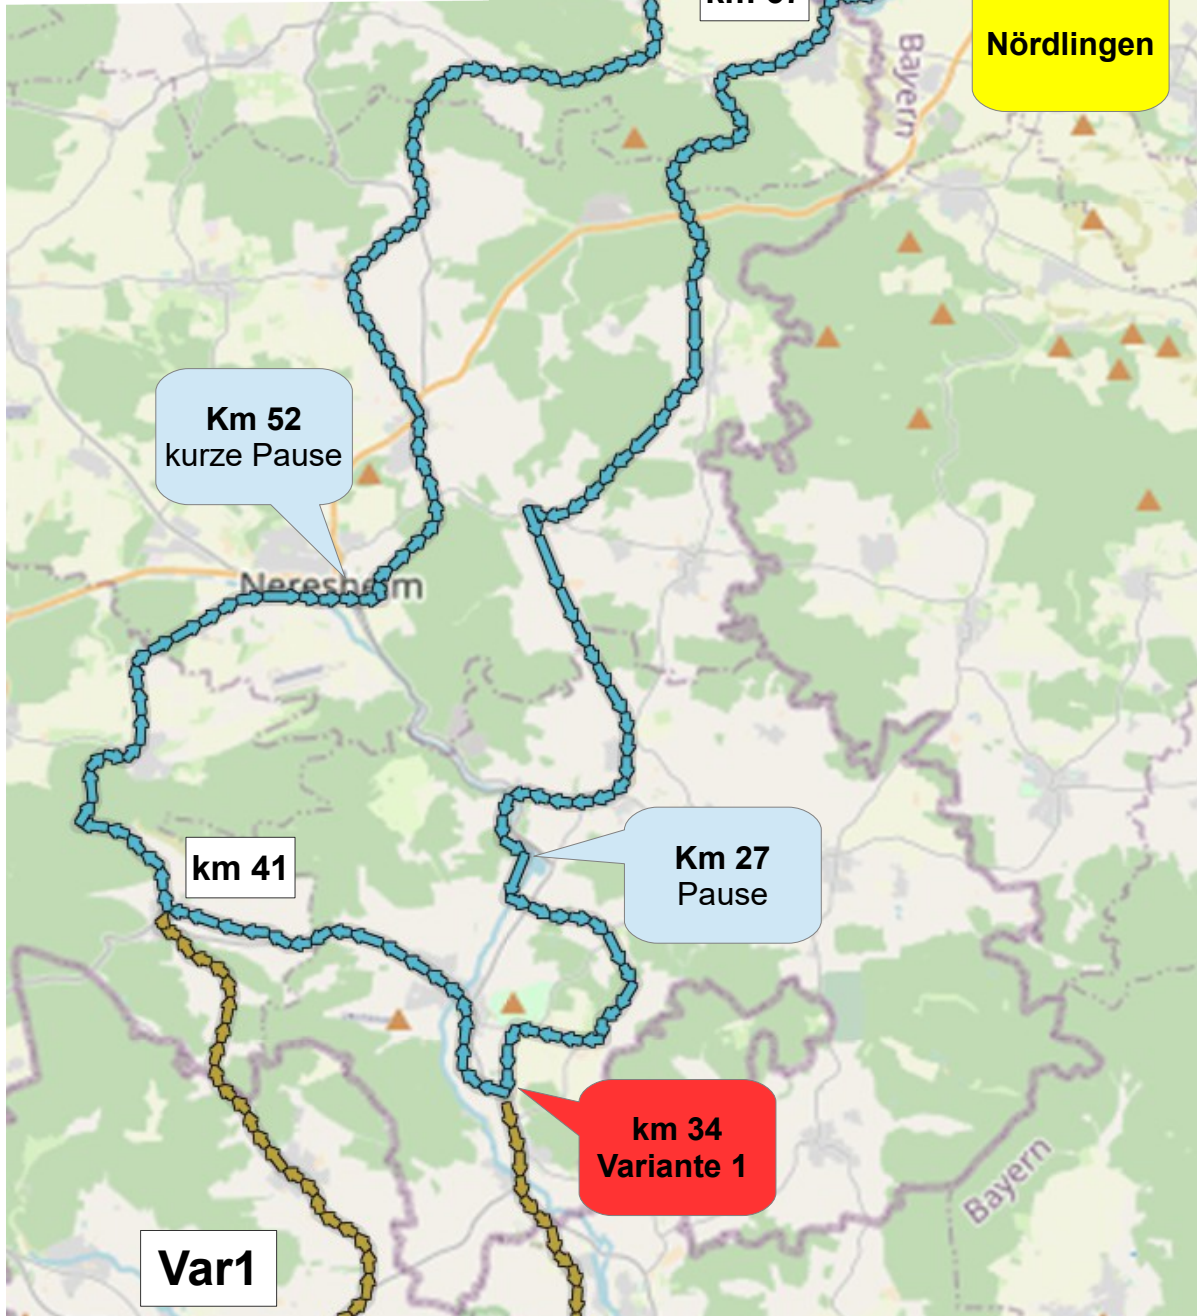 Nördlingen
Bayern
Km 52
kurze Pause
Neresheim
km 41
Km 27
Pause
km 34
Variante 1
Bayern
Var1